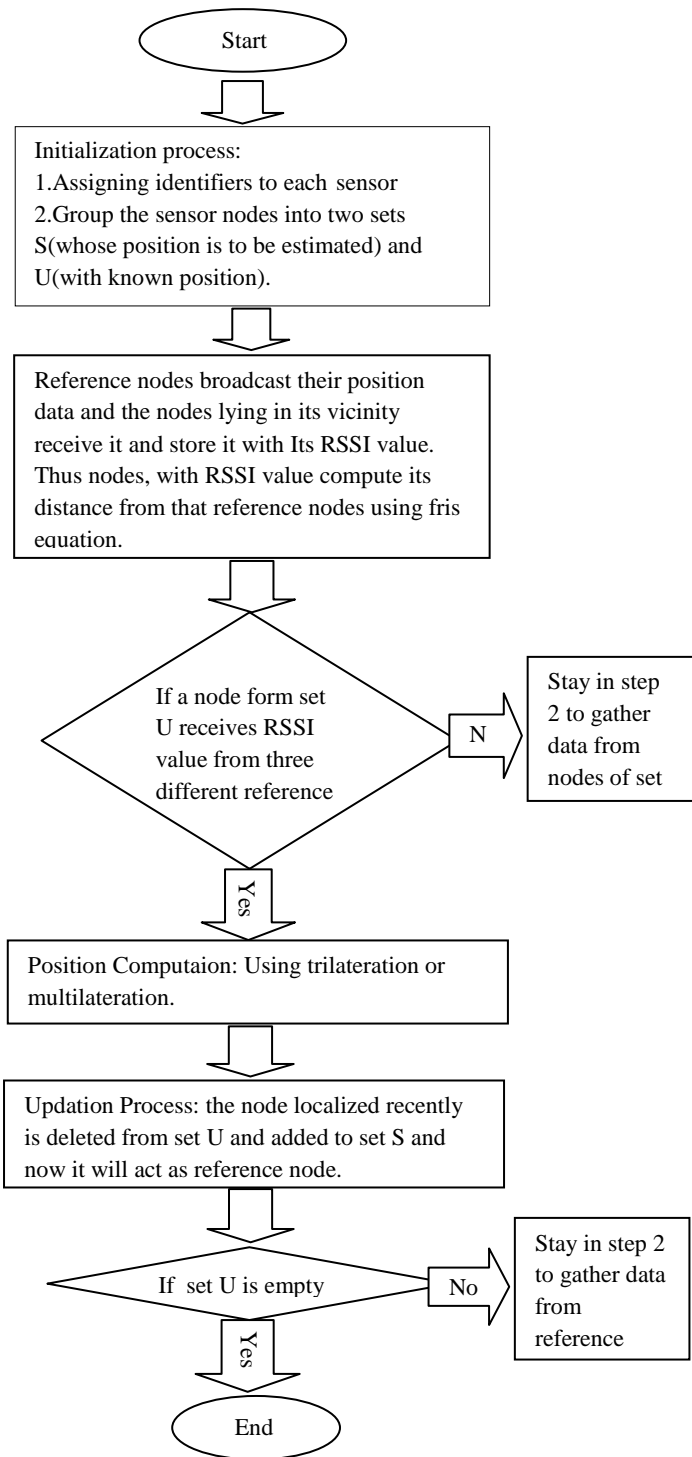 Start
Initialization process:
1.Assigning identifiers to each sensor
2.Group the sensor nodes into two sets
S(whose position is to be estimated) and
U(with known position).
Reference nodes broadcast their position
data and the nodes lying in its vicinity
receive it and store it with Its RSSI value.
Thus nodes, with RSSI value compute its
distance from that reference nodes using fris
equation.
If a node form set
U receives RSSI
value from three
different reference
N
Stay in step
2 to gather
data from
nodes of set
Yes
Position Computaion: Using trilateration or
multilateration.
Updation Process: the node localized recently
is deleted from set U and added to set S and
now it will act as reference node.
If set U is empty
No
Stay in step 2
to gather data
from
reference
Yes
End